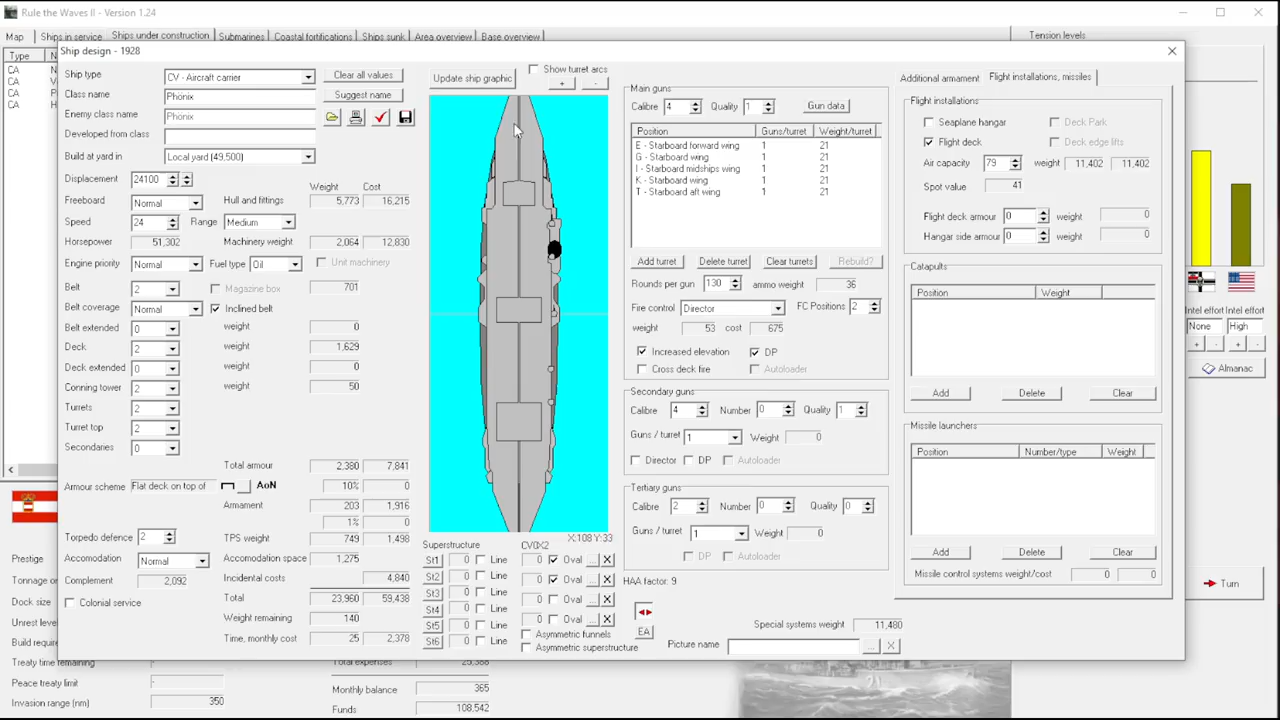 Rule the Waves II - Version 1.24
Map Ships in service Ships under construction Submarines Coastal fortifications Ships sunk Area overview Base overview Tension levels
Type N
CA
CA
CA
CA
Ship design - 1928
Ship type CV - Aircraft carrier Clear all values
Class name Phönix Suggest name
Enemy class name Phönix
Developed from class
Build at yard in Local yard (49,500)
Displacement 24100 Weight Cost
Freeboard Normal Hull and fittings 5,773 16,215
Speed 24 Range Medium
Horsepower 51,302 Machinery weight 2,064 12,830
Engine priority Normal Fuel type Oil Unit machinery
Belt 2 Magazine box 701
Belt coverage Normal Inclined belt
Belt extended 0 weight 0
Deck 2 weight 1,629
Deck extended 0 weight 0
Conning tower 2 weight 50
Turrets 2
Turret top 2
Secondaries 0
Total armour 2,380 7,841
Armour scheme Flat deck on top of AoN 10% 0
Armament 203 1,916
1% 0
Torpedo defence 2 TPS weight 749 1,498
Accomodation Normal Accomodation space 1,275
Complement 2,092 Incidental costs 4,840
Colonial service Total 23,960 59,438
Weight remaining 140
Time, monthly cost 25 2,378
Update ship graphic Show turret arcs
+ -
X:108 Y:33
Superstructure CV0X2
St1 0 Line 0 Oval ... X
St2 0 Line 0 Oval ... X
St3 0 Line 0 Oval ... X
St4 0 Line 0 Oval ... X
St5 0 Line Asymmetric funnels
St6 0 Line Asymmetric superstructure
Main guns
Calibre 4 Quality 1 Gun data
Position Guns/turret Weight/turret
E - Starboard forward wing 1 21
G - Starboard wing 1 21
I - Starboard midships wing 1 21
K - Starboard wing 1 21
T - Starboard aft wing 1 21
Add turret Delete turret Clear turrets Rebuild?
Rounds per gun 130 ammo weight 36
Fire control Director FC Positions 2
weight 53 cost 675
Increased elevation DP
Cross deck fire Autoloader
Secondary guns
Calibre 4 Number 0 Quality 1
Guns / turret 1 Weight 0
Director DP Autoloader
Tertiary guns
Calibre 2 Number 0 Quality 0
Guns / turret 1 Weight 0
DP Autoloader
HAA factor: 9
EA
Special systems weight 11,480
Picture name ... X
Additional armament Flight installations, missiles
Flight installations
Seaplane hangar Deck Park
Flight deck Deck edge lifts
Air capacity 79 weight 11,402 11,402
Spot value 41
Flight deck armour 0 weight 0
Hangar side armour 0 weight 0
Catapults
Position Weight
Add Delete Clear
Missile launchers
Position Number/type Weight
Add Delete Clear
Missile control systems weight/cost 0 0
Intel effort Intel effort
None High
+ - + -
Almanac
Turn
Prestige
Tonnage on
Dock size
Unrest level
Build require
Treaty time remaining -
Peace treaty limit -
Invasion range (nm) 350
Total expenses 25,388
Monthly balance 365
Funds 108,542